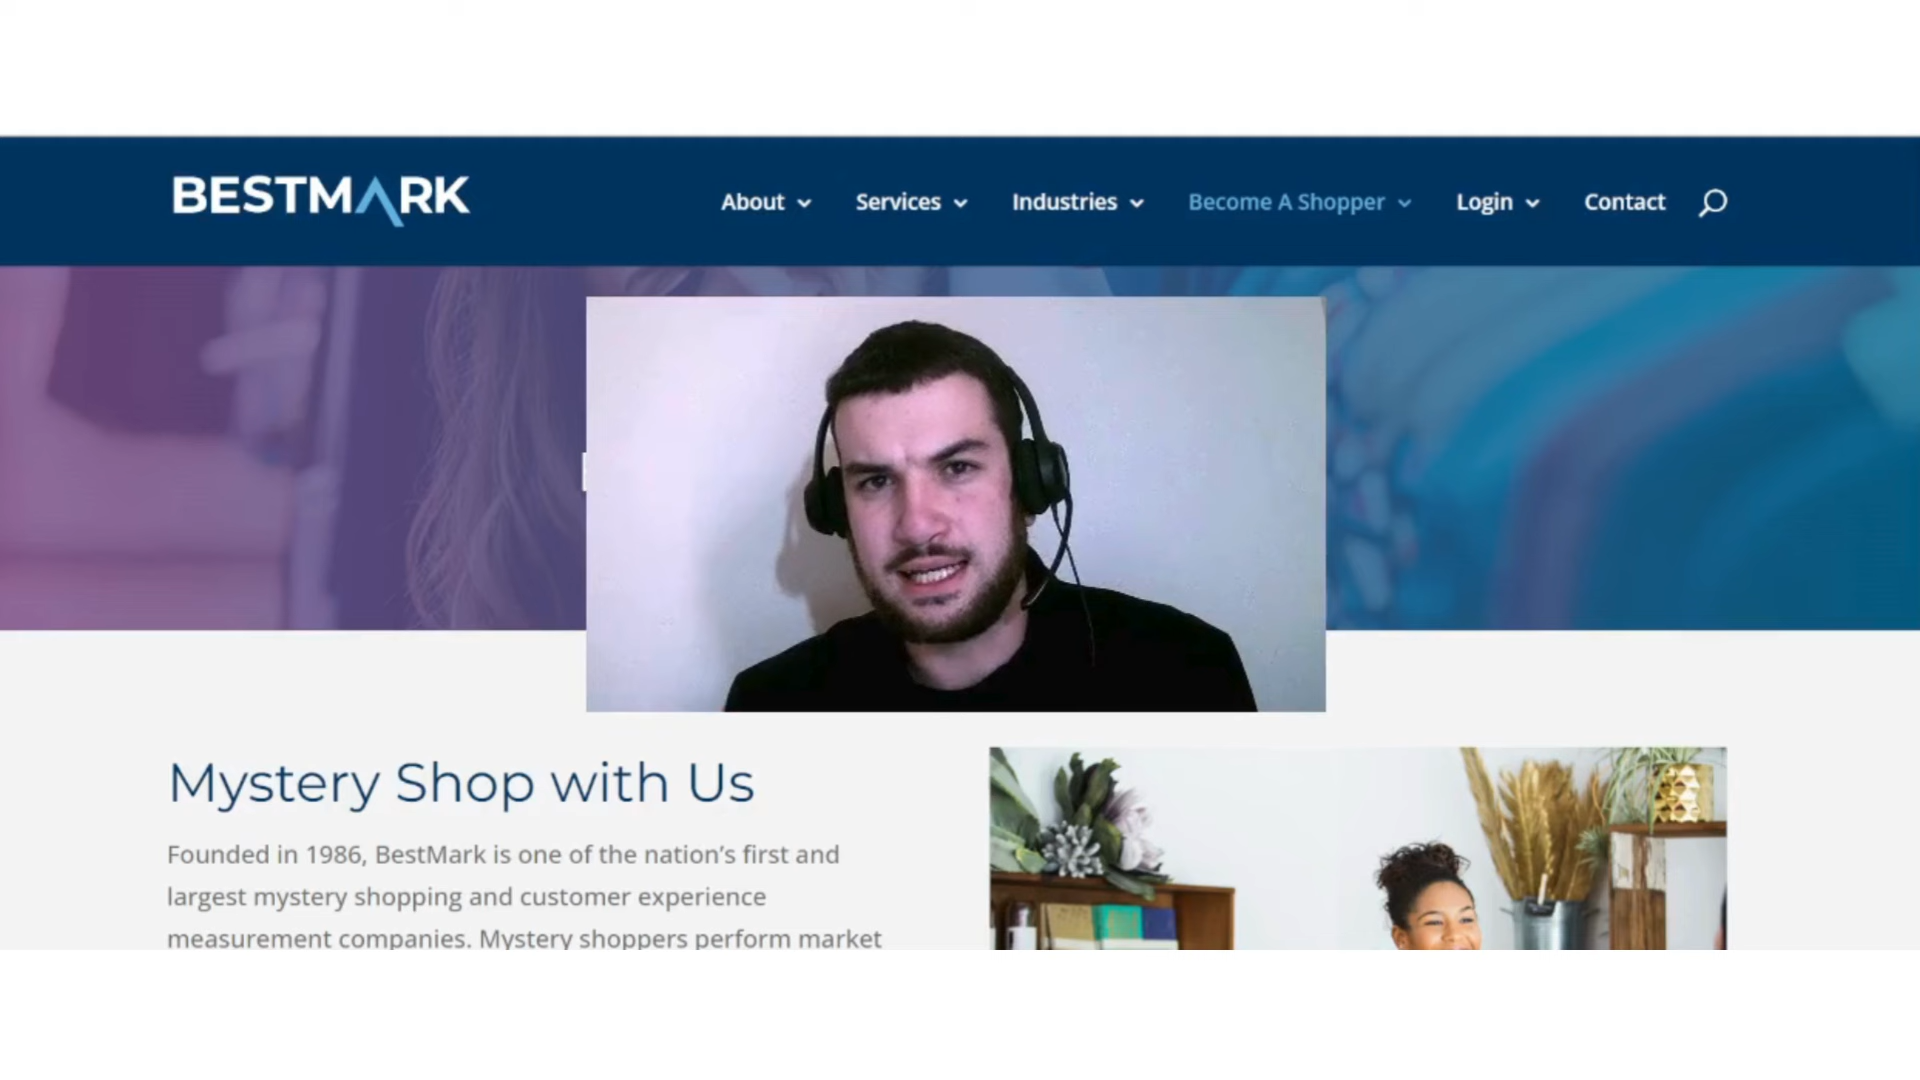 BESTMARK
About
Services
Industries
Become A Shopper
Login
Contact
Mystery Shop with Us
Founded in 1986, BestMark is one of the nation's first and
largest mystery shopping and customer experience
measurement companies. Mystery shoppers perform market